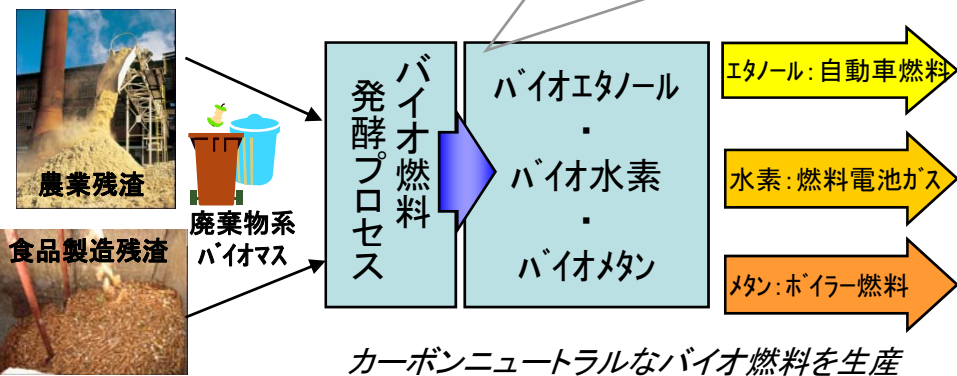 農業残渣
廃棄物系
バイオマス
食品製造残渣
バイオ燃料
発酵プロセス
バイオエタノール
・
バイオ水素
・
バイオメタン
エタノール：自動車燃料
水素：燃料電池ガス
メタン：ボイラー燃料
カーボンニュートラルなバイオ燃料を生産